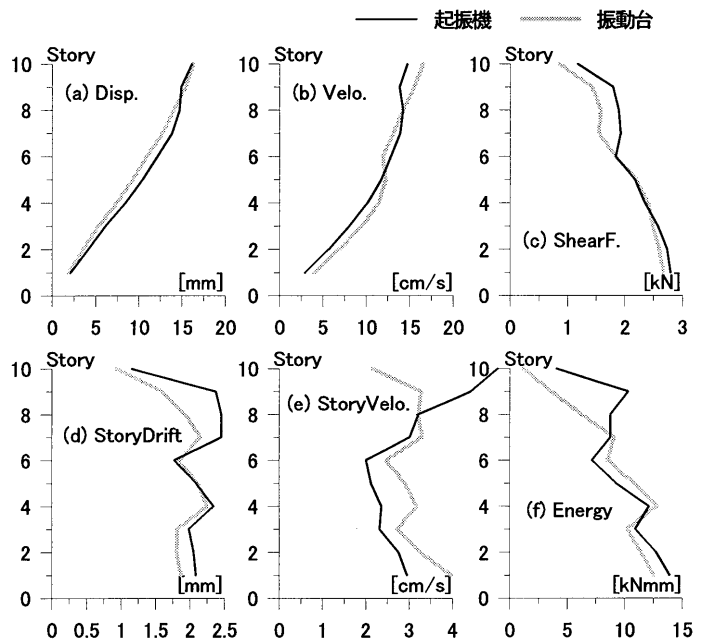 起振機 振動台
Story Story Story
10 10 10
(a) Disp. (b) Velo.
8 8 8
6 6 6
4 4 4
(c) ShearF.
2 2 2
[mm] [cm/s] [kN]
0 0 0
0 5 10 15 20 0 5 10 15 20 0 1 2 3
Story Story Story
10 10 10
(d) StoryDrift (e) StoryVelo.
8 8 8
6 6 6
4 4 4
(f) Energy
2 2 2
[mm] [cm/s] [kNmm]
0 0 0
0 1 1.5 2 2.5 0 1 2 3 4 0 5 10 15